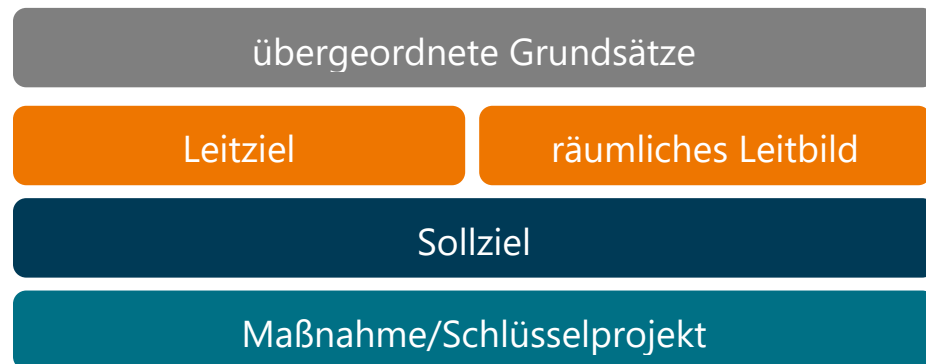 übergeordnete Grundsätze
Leitziel
räumliches Leitbild
Sollziel
Maßnahme/Schlüsselprojekt